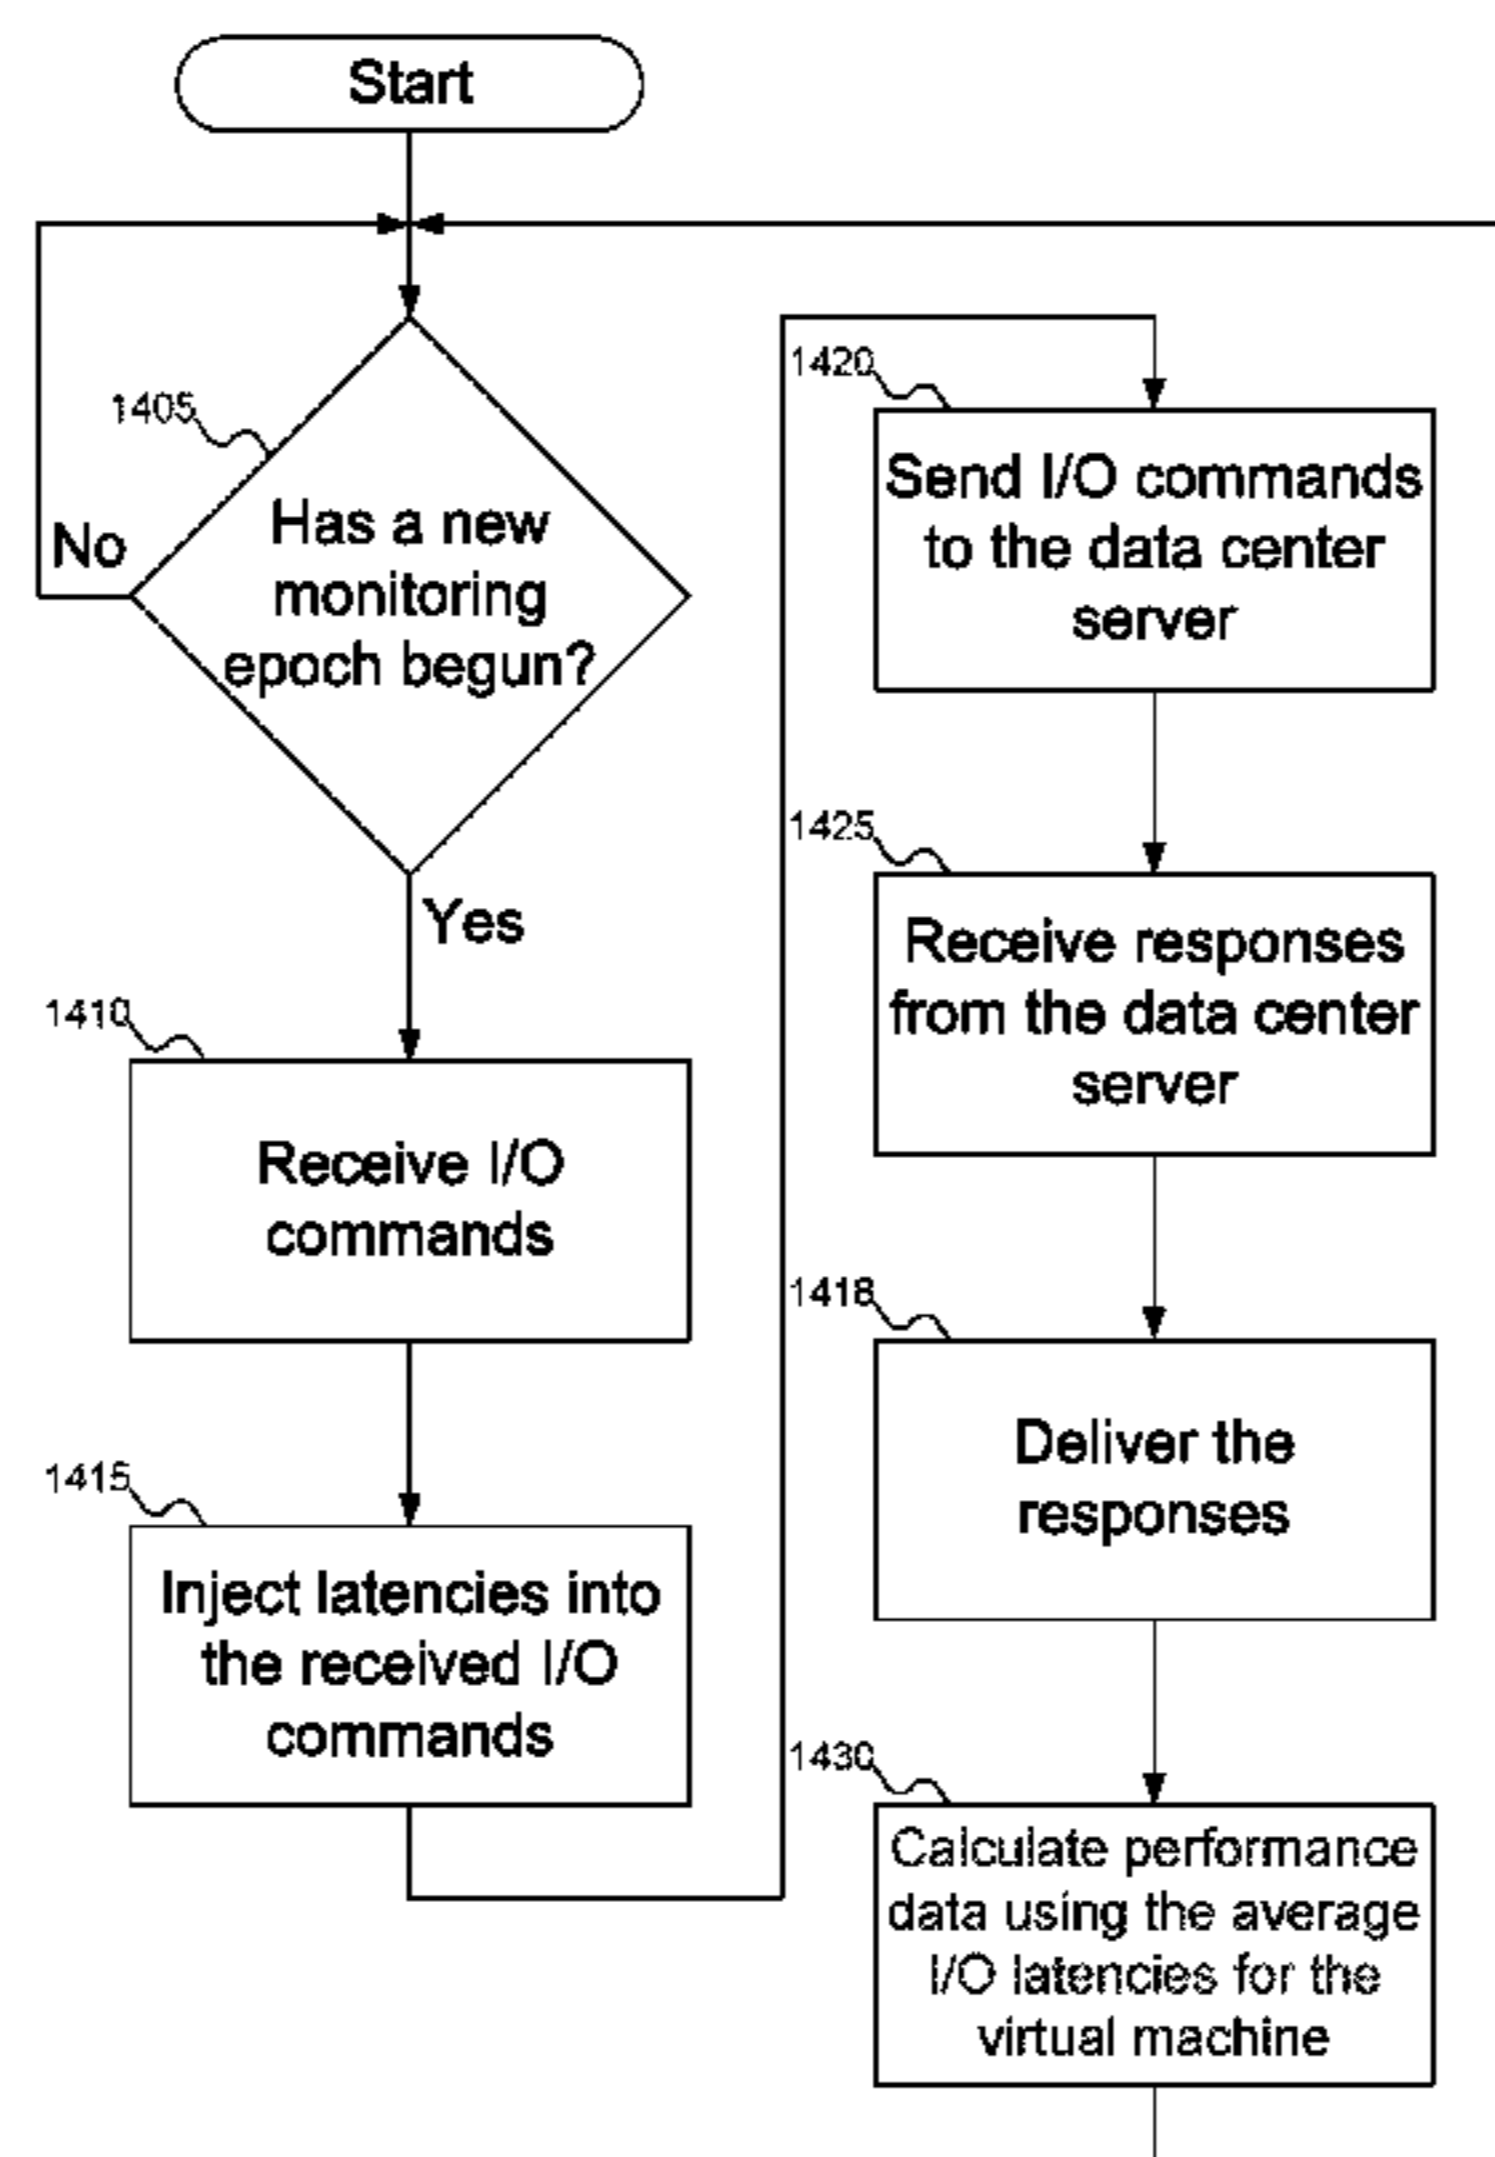 Start
1405
No
Has a new
monitoring
epoch begun?
Yes
1410
Receive I/O
commands
1415
Inject latencies into
the received I/O
commands
1420
Send I/O commands
to the data center
server
1425
Receive responses
from the data center
server
1418
Deliver the
responses
1430
Calculate performance
data using the average
I/O latencies for the
virtual machine